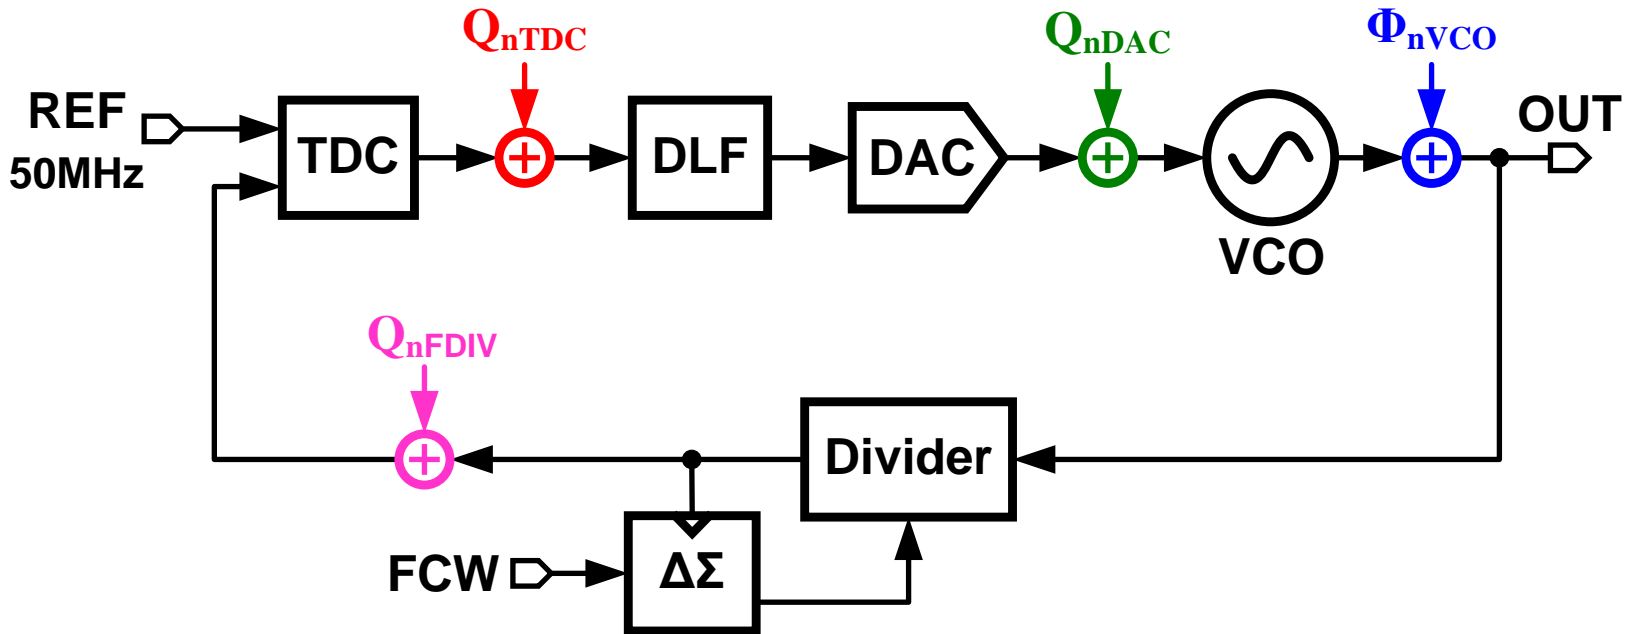 QnTDC
QnDAC
ΦnVCO
REF
50MHz
TDC
DLF
DAC
VCO
OUT
QnFDIV
Divider
FCW
ΔΣ